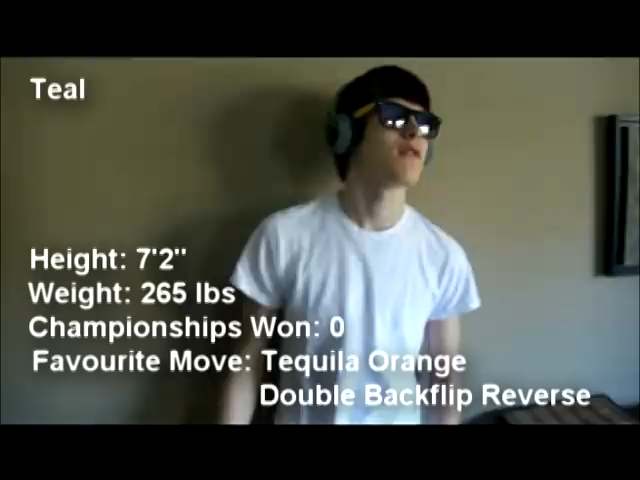 Teal
Height: 7'2"
Weight: 265 lbs
Championships Won: 0
Favourite Move: Tequila Orange
Double Backflip Reverse